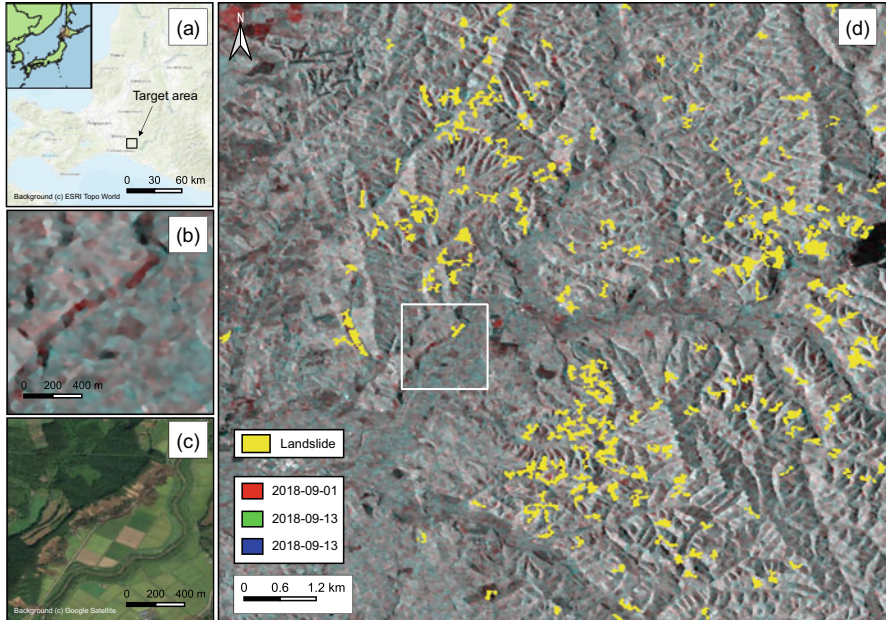 (a)
Target area
0 30 60 km
Background (c) ESRI Topo World
(b)
0 200 400 m
(c)
0 200 400 m
Background (c) Google Satellite
N
(d)
Landslide
2018-09-01
2018-09-13
2018-09-13
0 0.6 1.2 km